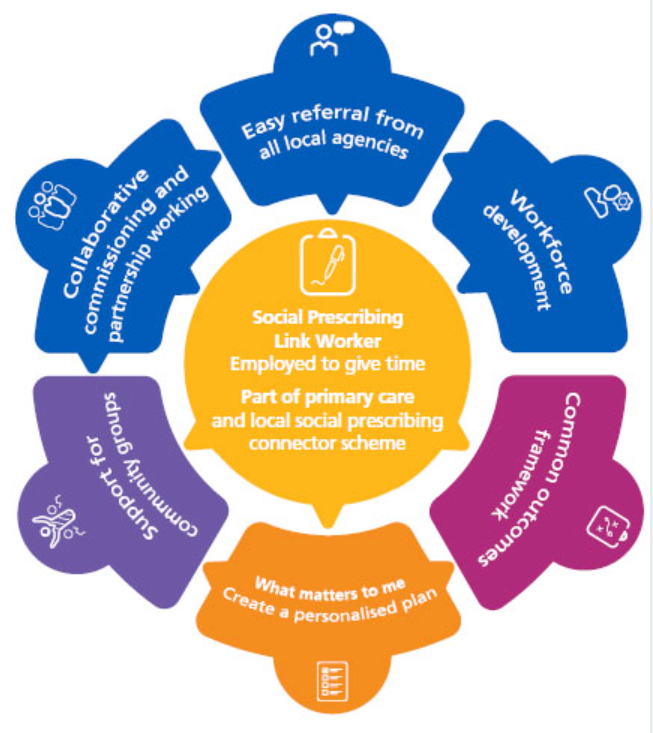 Easy referral from
all local agencies
Workforce
development
Common outcomes
framework
What matters to me
Create a personalised plan
Support for
community groups
Collaborative
commissioning and
partnership working
Social Prescribing
Link Worker
Employed to give time
Part of primary care
and local social prescribing
connector scheme